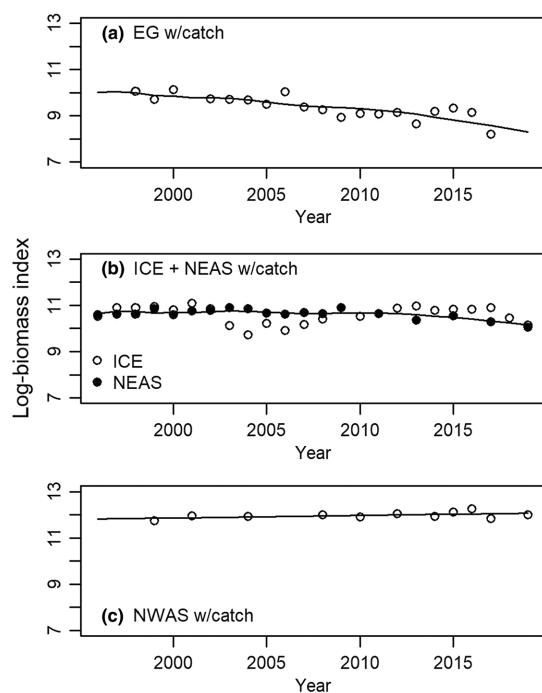 (a) EG w/catch
13
11
9
7
2000 2005 2010 2015
Year
Log-biomass index
(b) ICE + NEAS w/catch
13
11
9
7
ICE
NEAS
2000 2005 2010 2015
Year
13
11
9
7
(c) NWAS w/catch
2000 2005 2010 2015
Year